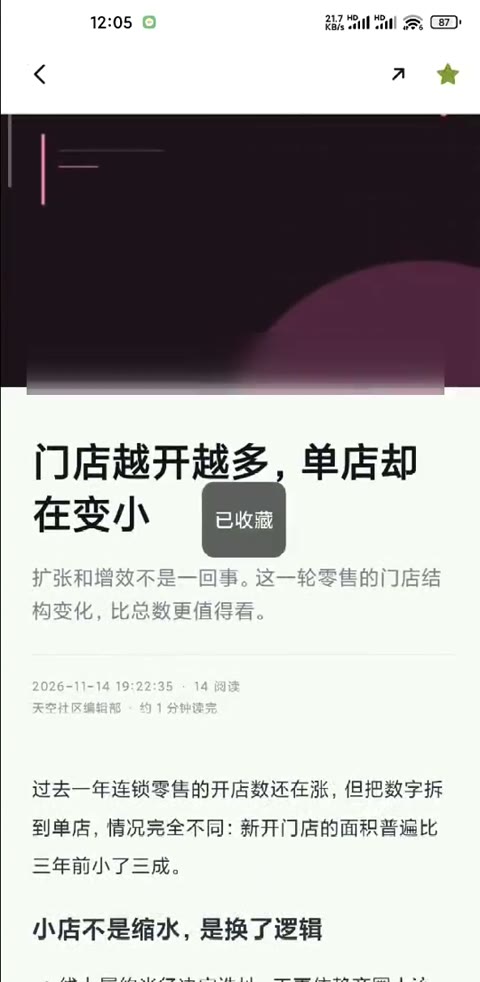 12:05
21.7 KB/s HD HD 6 87
门店越开越多，单店却
在变小
已收藏
扩张和增效不是一回事。这一轮零售的门店结
构变化，比总数更值得看。
2026-11-14 19:22:35 · 14 阅读
天空社区编辑部 · 约 1 分钟读完
过去一年连锁零售的开店数还在涨，但把数字拆
到单店，情况完全不同：新开门店的面积普遍比
三年前小了三成。
小店不是缩水，是换了逻辑